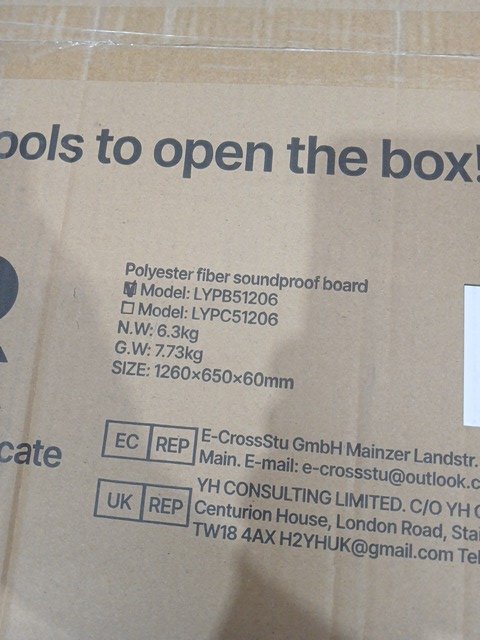 ools to open the box!
Polyester fiber soundproof board
Model: LYPB51206
☐ Model: LYPC51206
N.W: 6.3kg
G.W: 7.73kg
SIZE: 1260×650×60mm
cate
EC REP E-CrossStu GmbH Mainzer Landstr.
Main. E-mail: e-crossstu@outlook.c
UK REP YH CONSULTING LIMITED. C/O YH
Centurion House, London Road, Stai
TW18 4AX H2YHUK@gmail.com Tel